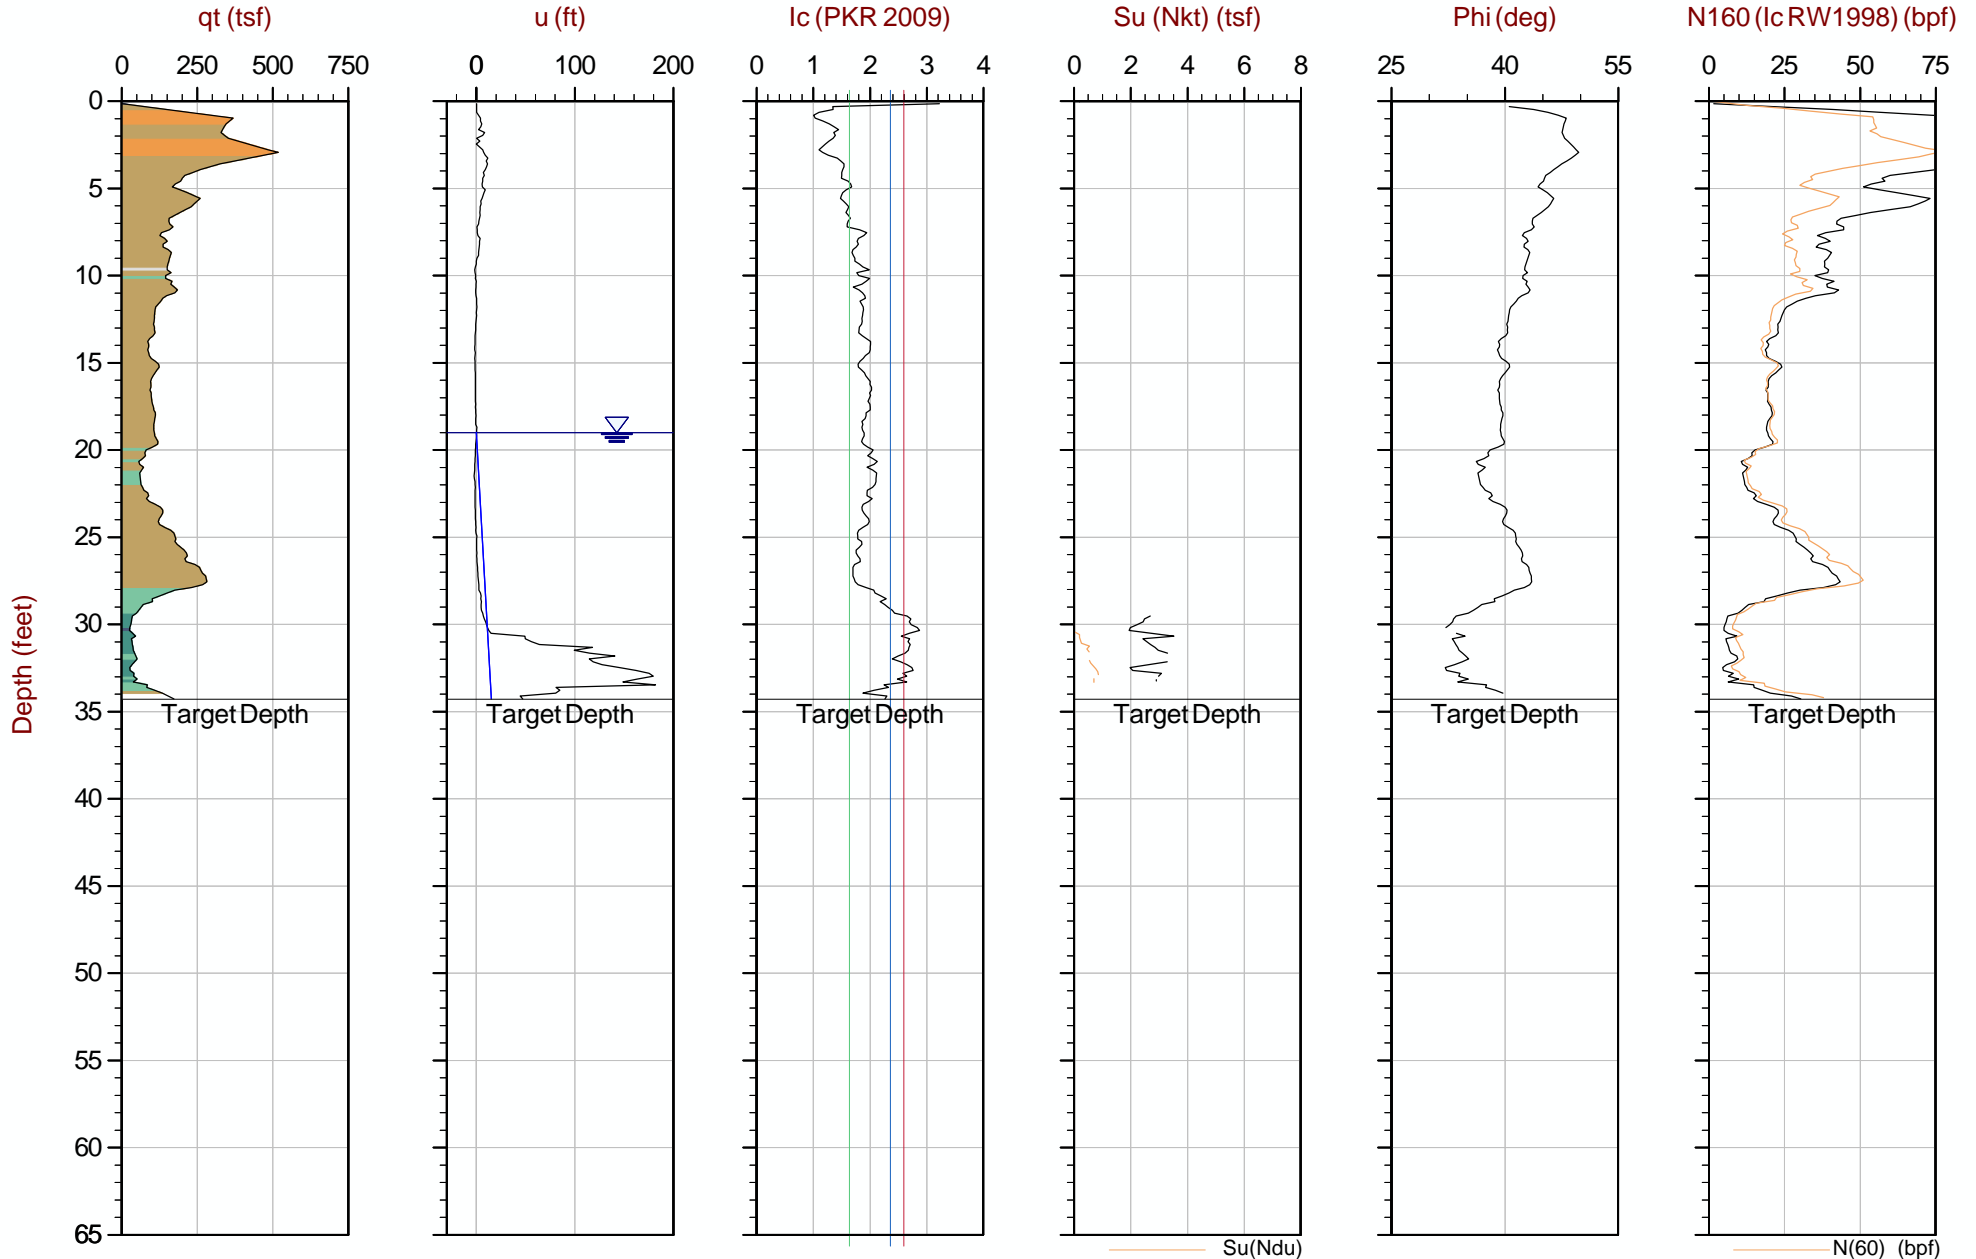 qt (tsf) u (ft) Ic (PKR 2009) Su (Nkt) (tsf) Phi (deg) N160 (Ic RW1998) (bpf)
0 250 500 750 0 100 200 0 1 2 3 4 0 2 4 6 8 25 40 55 0 25 50 75
0
5
10
15
20
25
30
35
40
45
50
55
60
65
Depth (feet)
Target Depth Target Depth Target Depth Target Depth Target Depth Target Depth
Su(Ndu) N(60) (bpf)